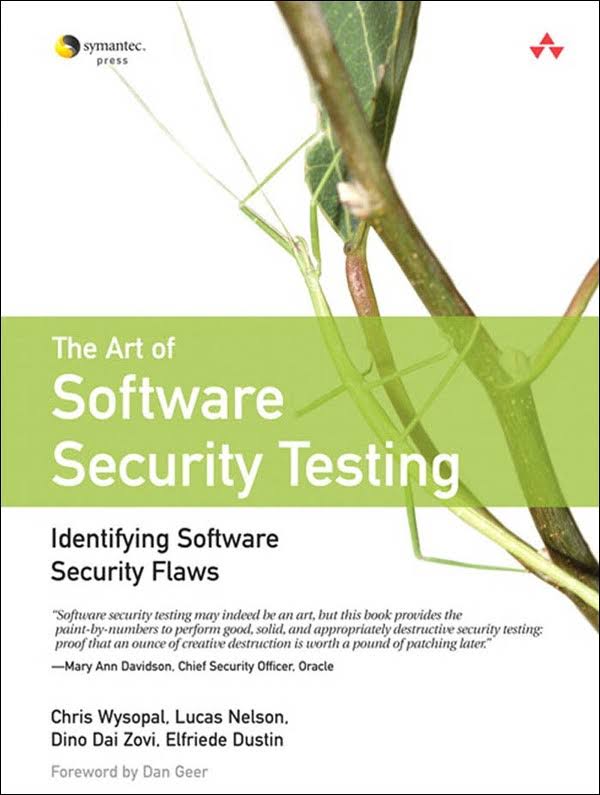 symantec.
press
The Art of
Software
Security Testing
Identifying Software
Security Flaws
“Software security testing may indeed be an art, but this book provides the
paint-by-numbers to perform good, solid, and appropriately destructive security testing:
proof that an ounce of creative destruction is worth a pound of patching later.”
—Mary Ann Davidson, Chief Security Officer, Oracle
Chris Wysopal, Lucas Nelson,
Dino Dai Zovi, Elfriede Dustin
Foreword by Dan Geer